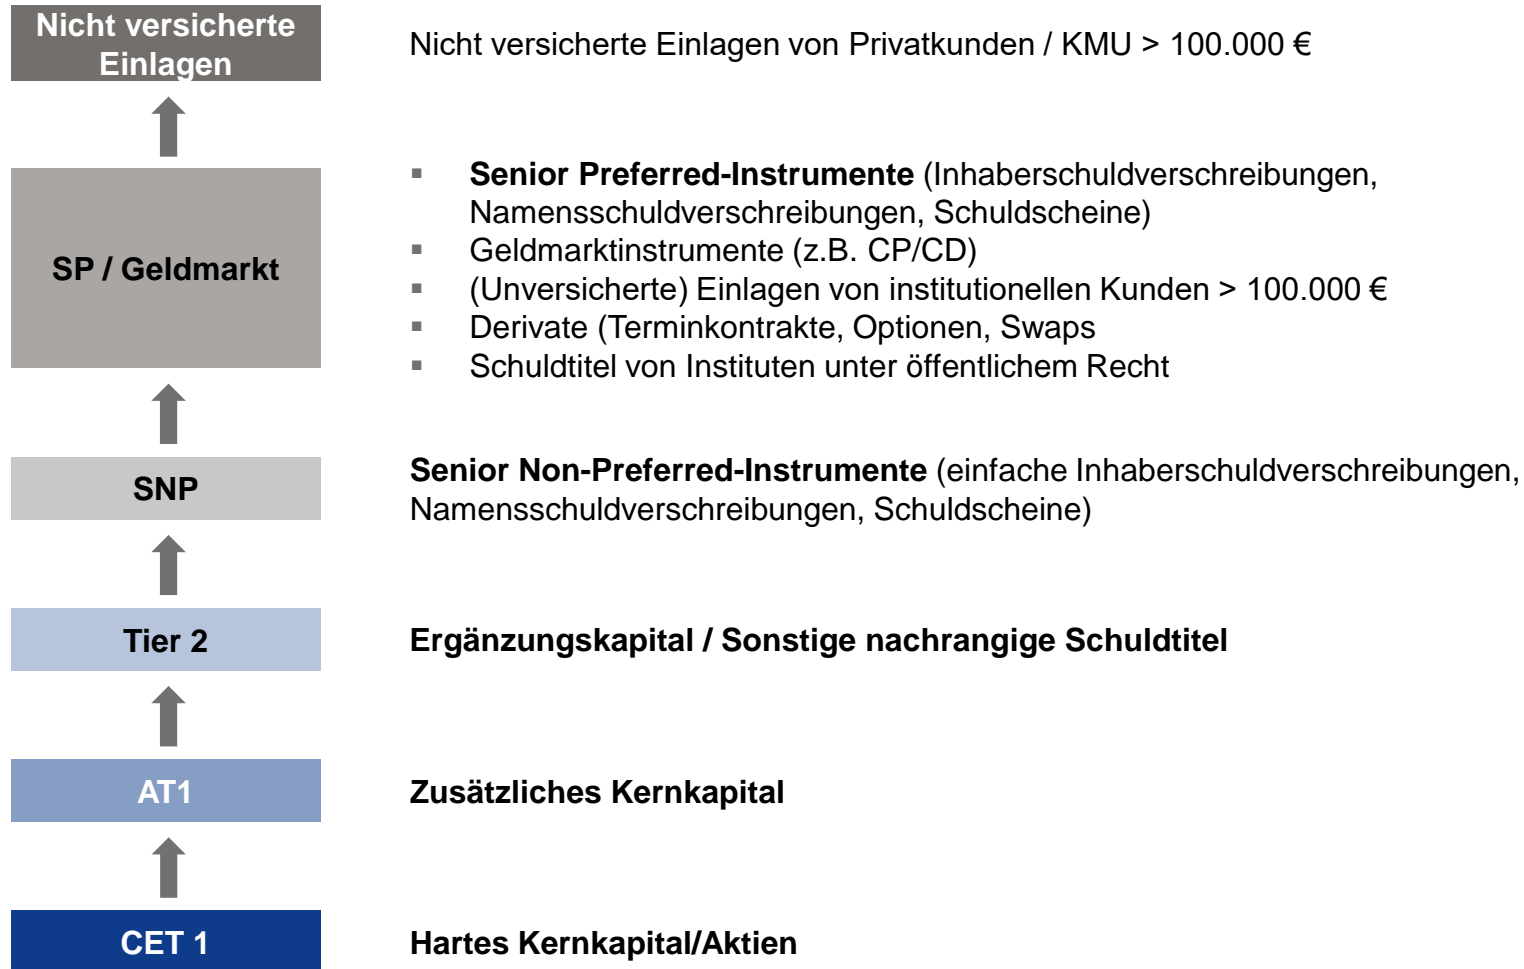 Nicht versicherte
Einlagen
Nicht versicherte Einlagen von Privatkunden / KMU > 100.000 €
SP / Geldmarkt
▪ Senior Preferred-Instrumente (Inhaberschuldverschreibungen,
Namensschuldverschreibungen, Schuldscheine)
▪ Geldmarktinstrumente (z.B. CP/CD)
▪ (Unversicherte) Einlagen von institutionellen Kunden > 100.000 €
▪ Derivate (Terminkontrakte, Optionen, Swaps
▪ Schuldtitel von Instituten unter öffentlichem Recht
SNP
Senior Non-Preferred-Instrumente (einfache Inhaberschuldverschreibungen,
Namensschuldverschreibungen, Schuldscheine)
Tier 2
Ergänzungskapital / Sonstige nachrangige Schuldtitel
AT1
Zusätzliches Kernkapital
CET 1
Hartes Kernkapital/Aktien